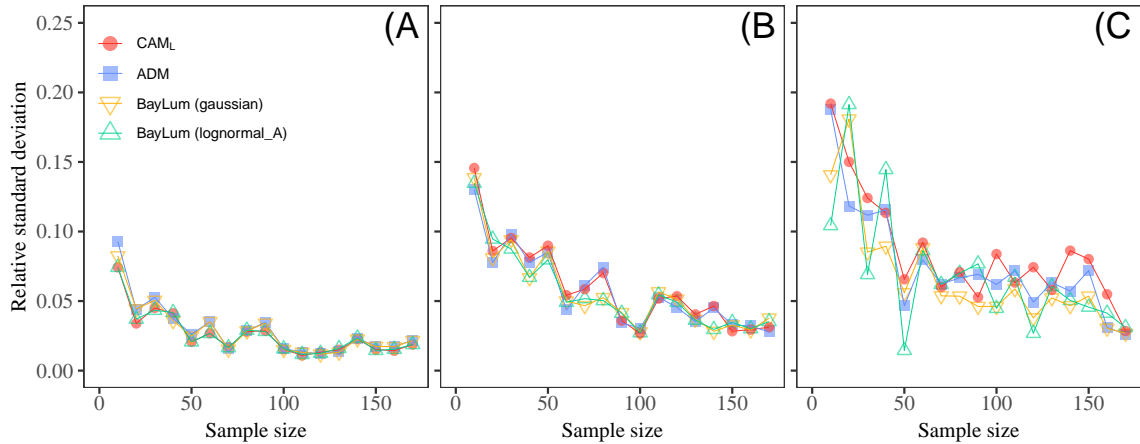 (A
(B
(C
0.25
0.20
0.15
0.10
0.05
0.00
Relative standard deviation
CAML
ADM
BayLum (gaussian)
BayLum (lognormal_A)
0 50 100 150
0 50 100 150
0 50 100 150
Sample size
Sample size
Sample size